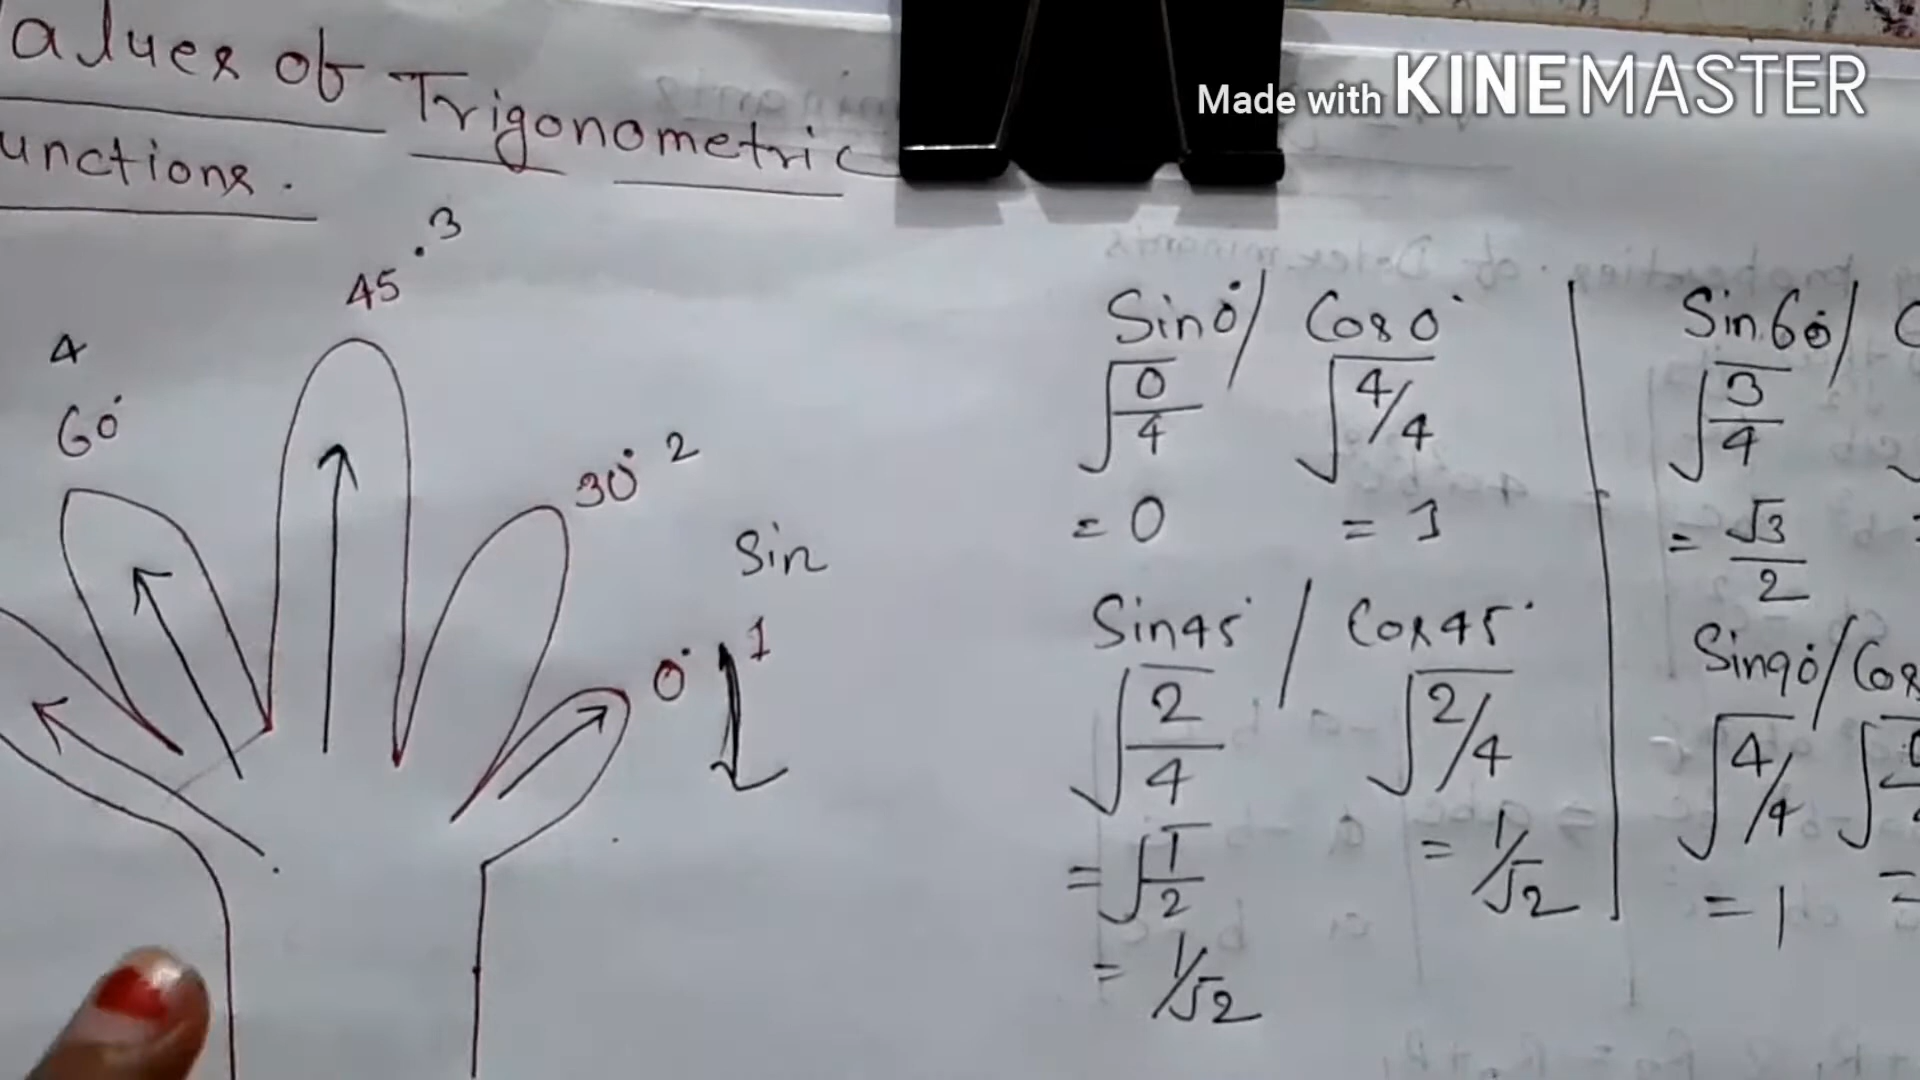 alues of Trigonometric
unctions.
Made with KINEMASTER
45° 3
4
60°
30° 2
0° 1
Sin
Sin0° / Cos0°
√0/4 √4/4
= 0 = 1
Sin45° / Cos45°
√2/4 √2/4
= √1/2 = 1/√2
= 1/√2
Sin60° /
√3/4
= √3/2
Sin90° / Cos
√4/4
= 1 =